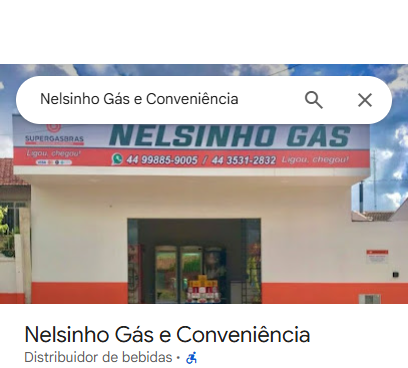 Nelsinho Gás e Conveniência
NELSINHO GÁS
SUPERGASBRAS
Ligou, chegou!
44 99885-9005 / 44 3531-2832 Ligou, chegou!
Nelsinho Gás e Conveniência
Distribuidor de bebidas •